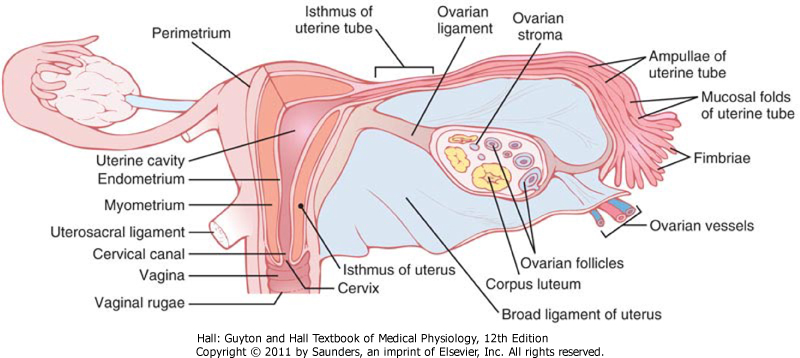 Isthmus of
uterine tube
Ovarian
ligament
Ovarian
stroma
Perimetrium
Ampullae of
uterine tube
Mucosal folds
of uterine tube
Fimbriae
Uterine cavity
Endometrium
Myometrium
Uterosacral ligament
Cervical canal
Vagina
Vaginal rugae
Isthmus of uterus
Cervix
Ovarian vessels
Ovarian follicles
Corpus luteum
Broad ligament of uterus
Hall: Guyton and Hall Textbook of Medical Physiology, 12th Edition
Copyright © 2011 by Saunders, an imprint of Elsevier, Inc. All rights reserved.